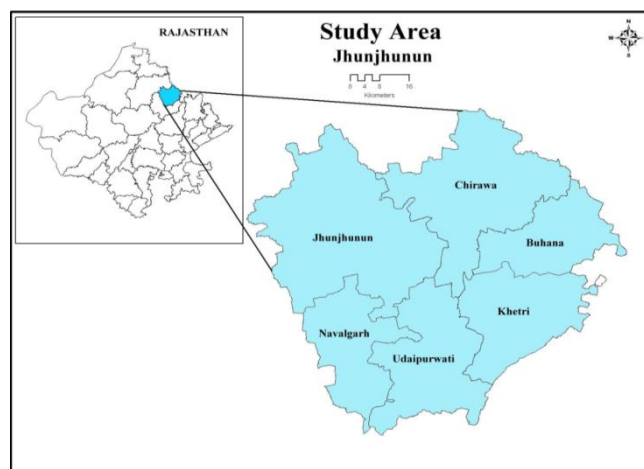 RAJASTHAN
Study Area
Jhunjhunun
N
W E
S
0 4 8 16
Kilometers
Chirawa
Jhunjhunun
Buhana
Khetri
Navalgarh
Udaipurwati